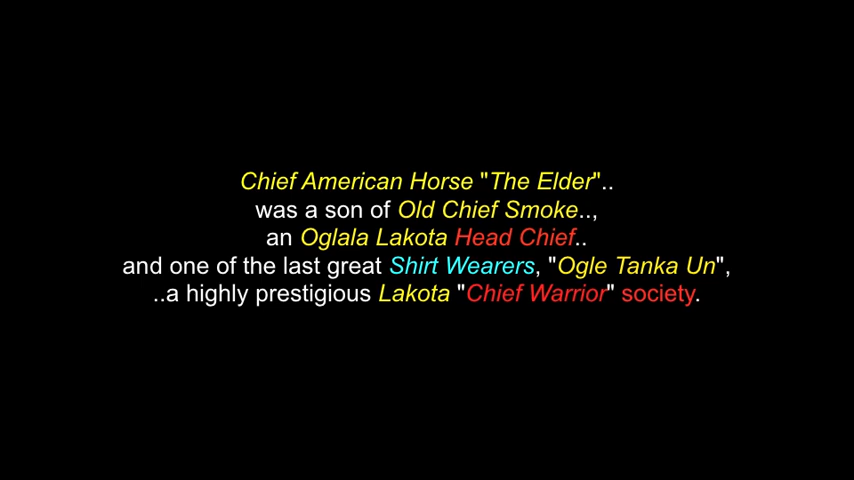 Chief American Horse "The Elder"..
was a son of Old Chief Smoke..,
an Oglala Lakota Head Chief..
and one of the last great Shirt Wearers, "Ogle Tanka Un",
..a highly prestigious Lakota "Chief Warrior" society.